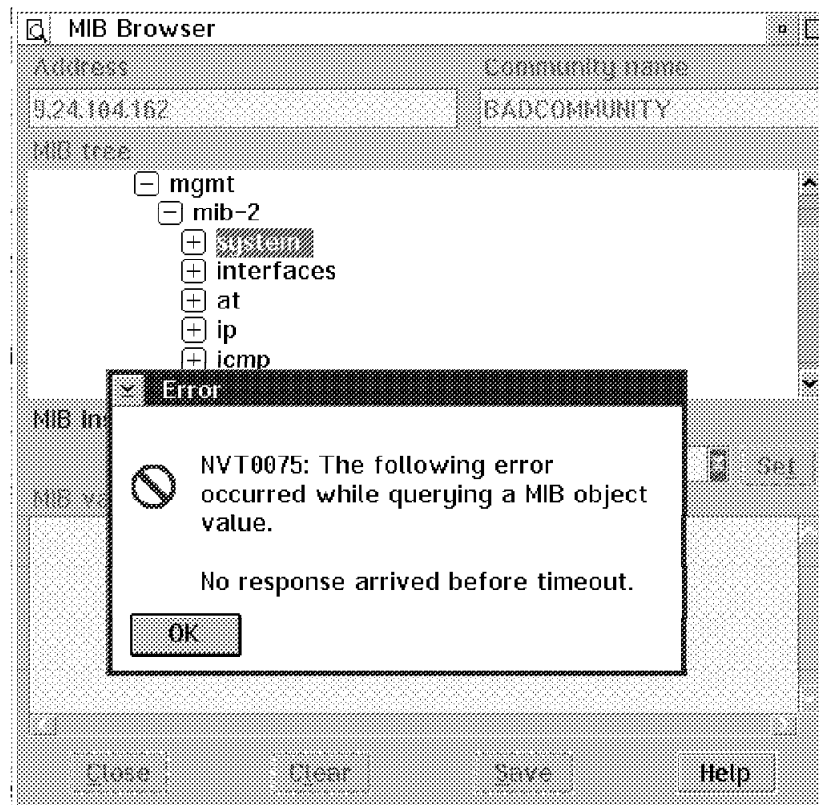 MIB Browser
Address
Community name
9.24.104.162
BADCOMMUNITY
MIB tree
mgmt
mib-2
system
interfaces
at
ip
icmp
Error
MIB
Set
MIB
NVT0075: The following error
occurred while querying a MIB object
value.
No response arrived before timeout.
OK
Close
Clear
Save
Help